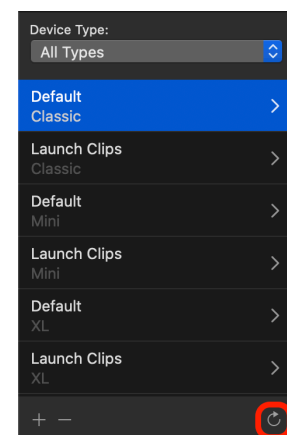 Device Type:
All Types
Default
Classic
Launch Clips
Classic
Default
Mini
Launch Clips
Mini
Default
XL
Launch Clips
XL